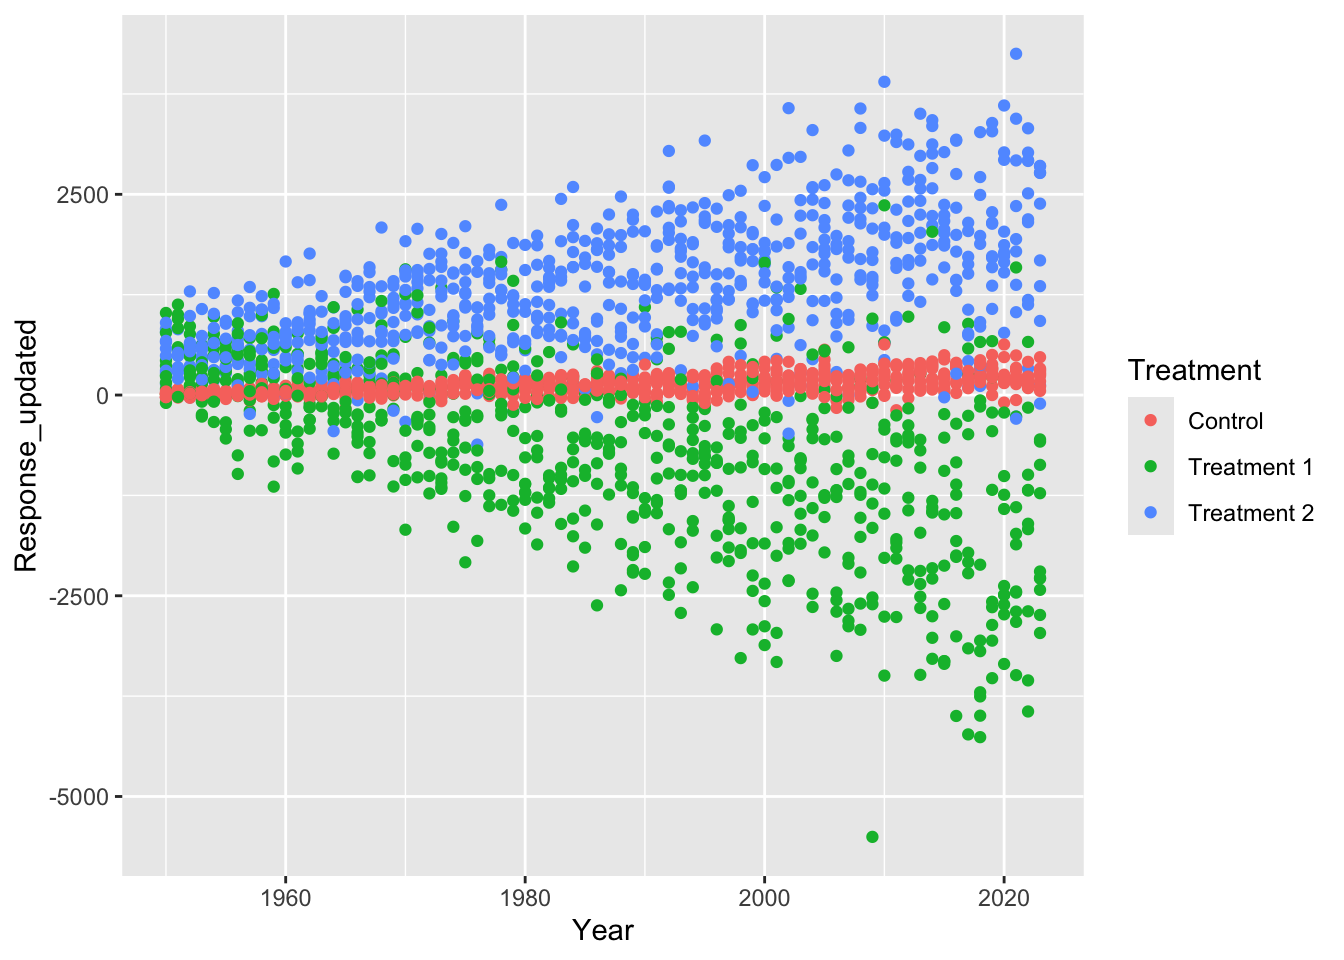 Response_updated
2500
0
-2500
-5000
1960
1980
2000
2020
Year
Treatment
Control
Treatment 1
Treatment 2